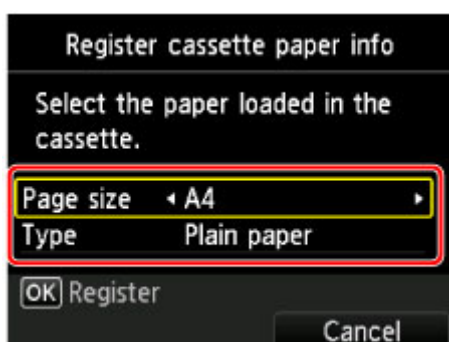 Register cassette paper info
Select the paper loaded in the
cassette.
Page size A4
Type Plain paper
OK Register
Cancel